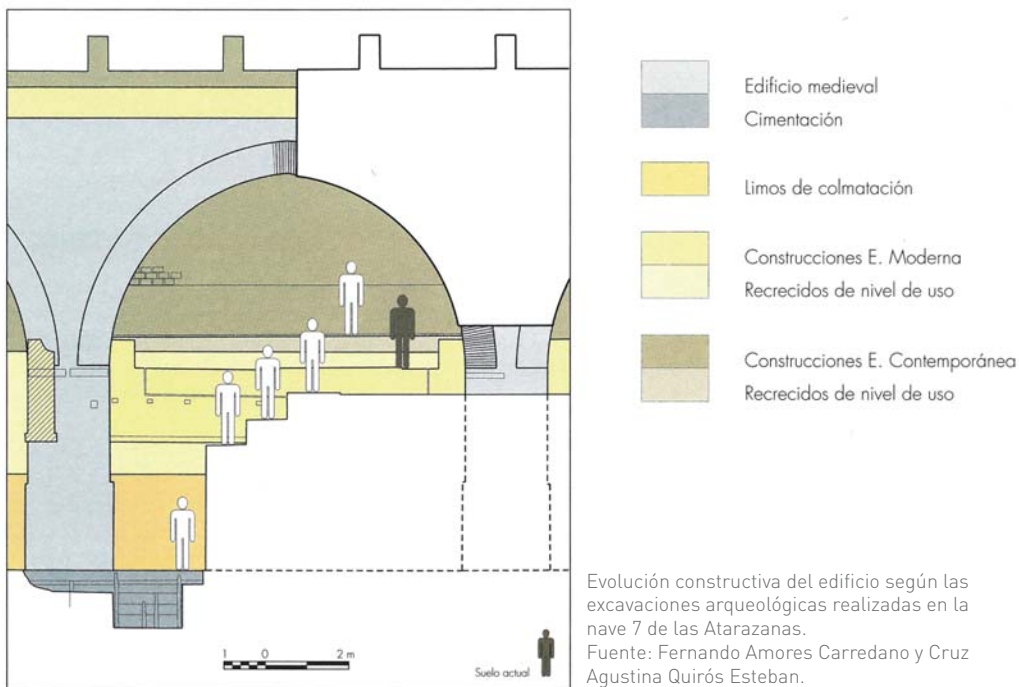 Edificio medieval
Cimentación
Limos de colmatación
Construcciones E. Moderna
Recrecidos de nivel de uso
Construcciones E. Contemporánea
Recrecidos de nivel de uso
1 0 2 m
Suelo actual
Evolución constructiva del edificio según las
excavaciones arqueológicas realizadas en la
nave 7 de las Atarazanas.
Fuente: Fernando Amores Carredano y Cruz
Agustina Quirós Esteban.